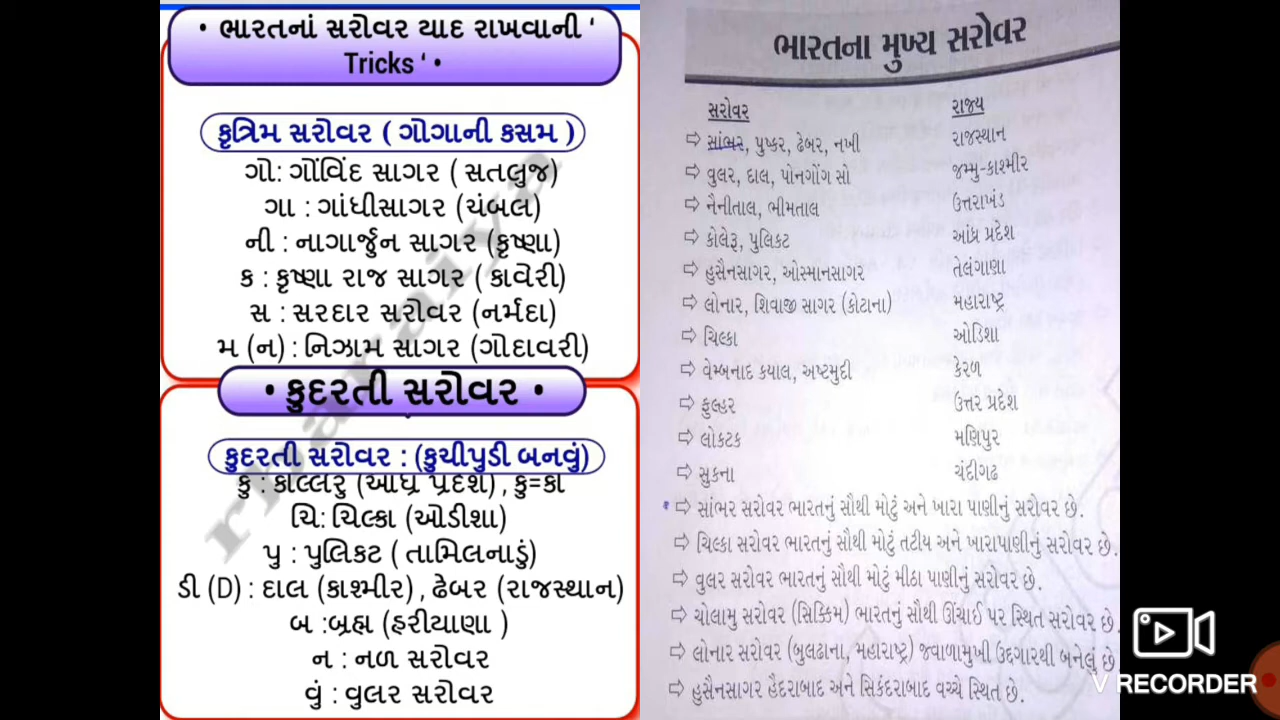 • ભારતનાં સરોવર યાદ રાખવાની '
Tricks ' •
કૃત્રિમ સરોવર ( ગોગાની કસમ )
ગો: ગોંવિંદ સાગર ( સતલુજ)
ગા : ગાંધીસાગર (ચંબલ)
ની : નાગાર્જુન સાગર (કૃષ્ણા)
ક : કૃષ્ણા રાજ સાગર ( કાવેરી)
સ : સરદાર સરોવર (નર્મદા)
મ (ન) : નિઝામ સાગર (ગોદાવરી)
• કુદરતી સરોવર •
કુદરતી સરોવર : (કુચીપુડી બનવું)
કુ : કોલ્લેરુ (આંધ્ર પ્રદેશ) , કુ=કો
ચિ: ચિલ્કા (ઓડીશા)
પુ : પુલિકટ ( તામિલનાડું)
ડી (D) : દાલ (કાશ્મીર) , ઢેબર (રાજસ્થાન)
બ :બ્રહ્મ (હરીયાણા )
ન : નળ સરોવર
વું : વુલર સરોવર
rbaraiya
ભારતના મુખ્ય સરોવર
સરોવર રાજ્ય
⇨ સાંભર, પુષ્કર, ઢેબર, નખી રાજસ્થાન
⇨ વુલર, દાલ, પોનગોંગ સો જમ્મુ-કાશ્મીર
⇨ નૈનીતાલ, ભીમતાલ ઉત્તરાખંડ
⇨ કોલેરૂ, પુલિકટ આંધ્ર પ્રદેશ
⇨ હુસૈનસાગર, ઓસ્માનસાગર તેલંગાણા
⇨ લોનાર, શિવાજી સાગર (કોટાના) મહારાષ્ટ્ર
⇨ ચિલ્કા ઓડિશા
⇨ વેમ્બનાદ કયાલ, અષ્ટમુદી કેરળ
⇨ ફુલ્હર ઉત્તર પ્રદેશ
⇨ લોકટક મણિપુર
⇨ સુકના ચંદીગઢ
⇨ સાંભર સરોવર ભારતનું સૌથી મોટું અને ખારા પાણીનું સરોવર છે.
⇨ ચિલ્કા સરોવર ભારતનું સૌથી મોટું તટીય અને ખારાપાણીનું સરોવર છે.
⇨ વુલર સરોવર ભારતનું સૌથી મોટું મીઠા પાણીનું સરોવર છે.
⇨ ચોલામુ સરોવર (સિક્કિમ) ભારતનું સૌથી ઊંચાઈ પર સ્થિત સરોવર છે.
⇨ લોનાર સરોવર (બુલઢાના, મહારાષ્ટ્ર) જ્વાળામુખી ઉદગારથી બનેલું છે
⇨ હુસૈનસાગર હૈદરાબાદ અને સિકંદરાબાદ વચ્ચે સ્થિત છે.
V RECORDER